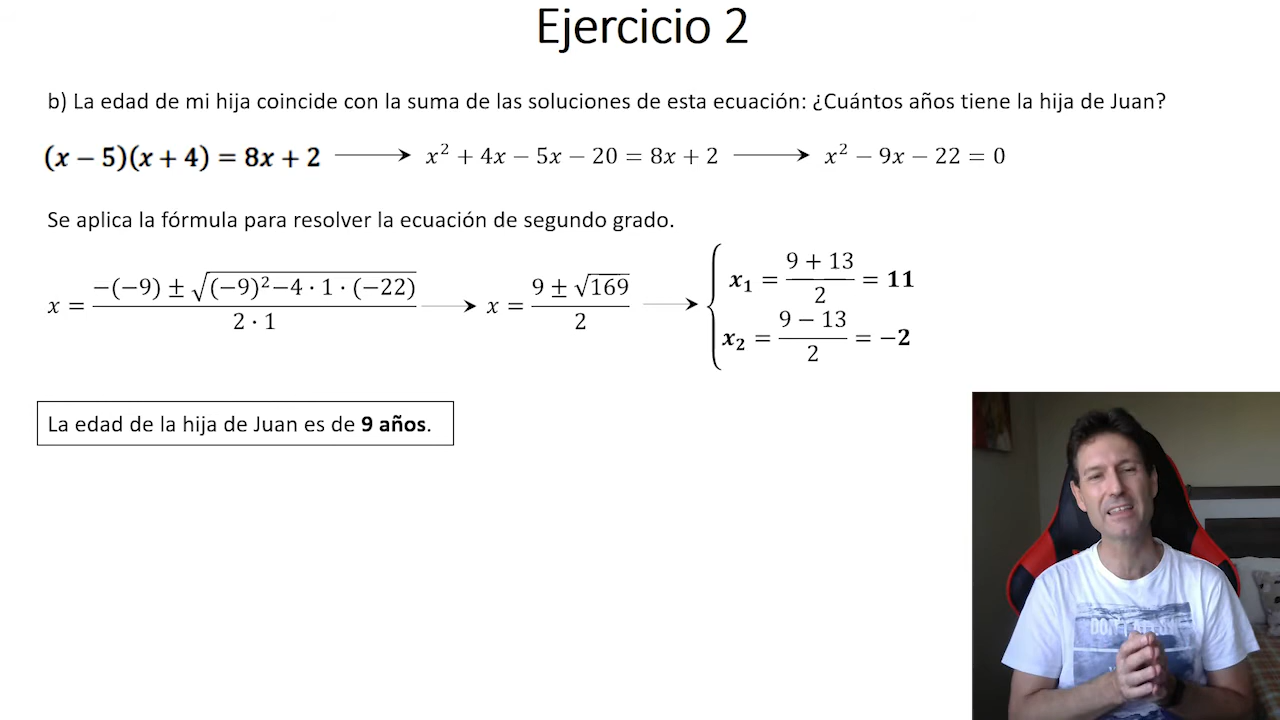 Ejercicio 2
b) La edad de mi hija coincide con la suma de las soluciones de esta ecuación: ¿Cuántos años tiene la hija de Juan?
(x − 5)(x + 4) = 8x + 2 ⟶ x² + 4x − 5x − 20 = 8x + 2 ⟶ x² − 9x − 22 = 0
Se aplica la fórmula para resolver la ecuación de segundo grado.
x = (−(−9) ± √((−9)²−4 · 1 · (−22))) / (2 · 1) ⟶ x = (9 ± √169) / 2 ⟶ { x₁ = (9 + 13) / 2 = 11
x₂ = (9 − 13) / 2 = −2
La edad de la hija de Juan es de 9 años.